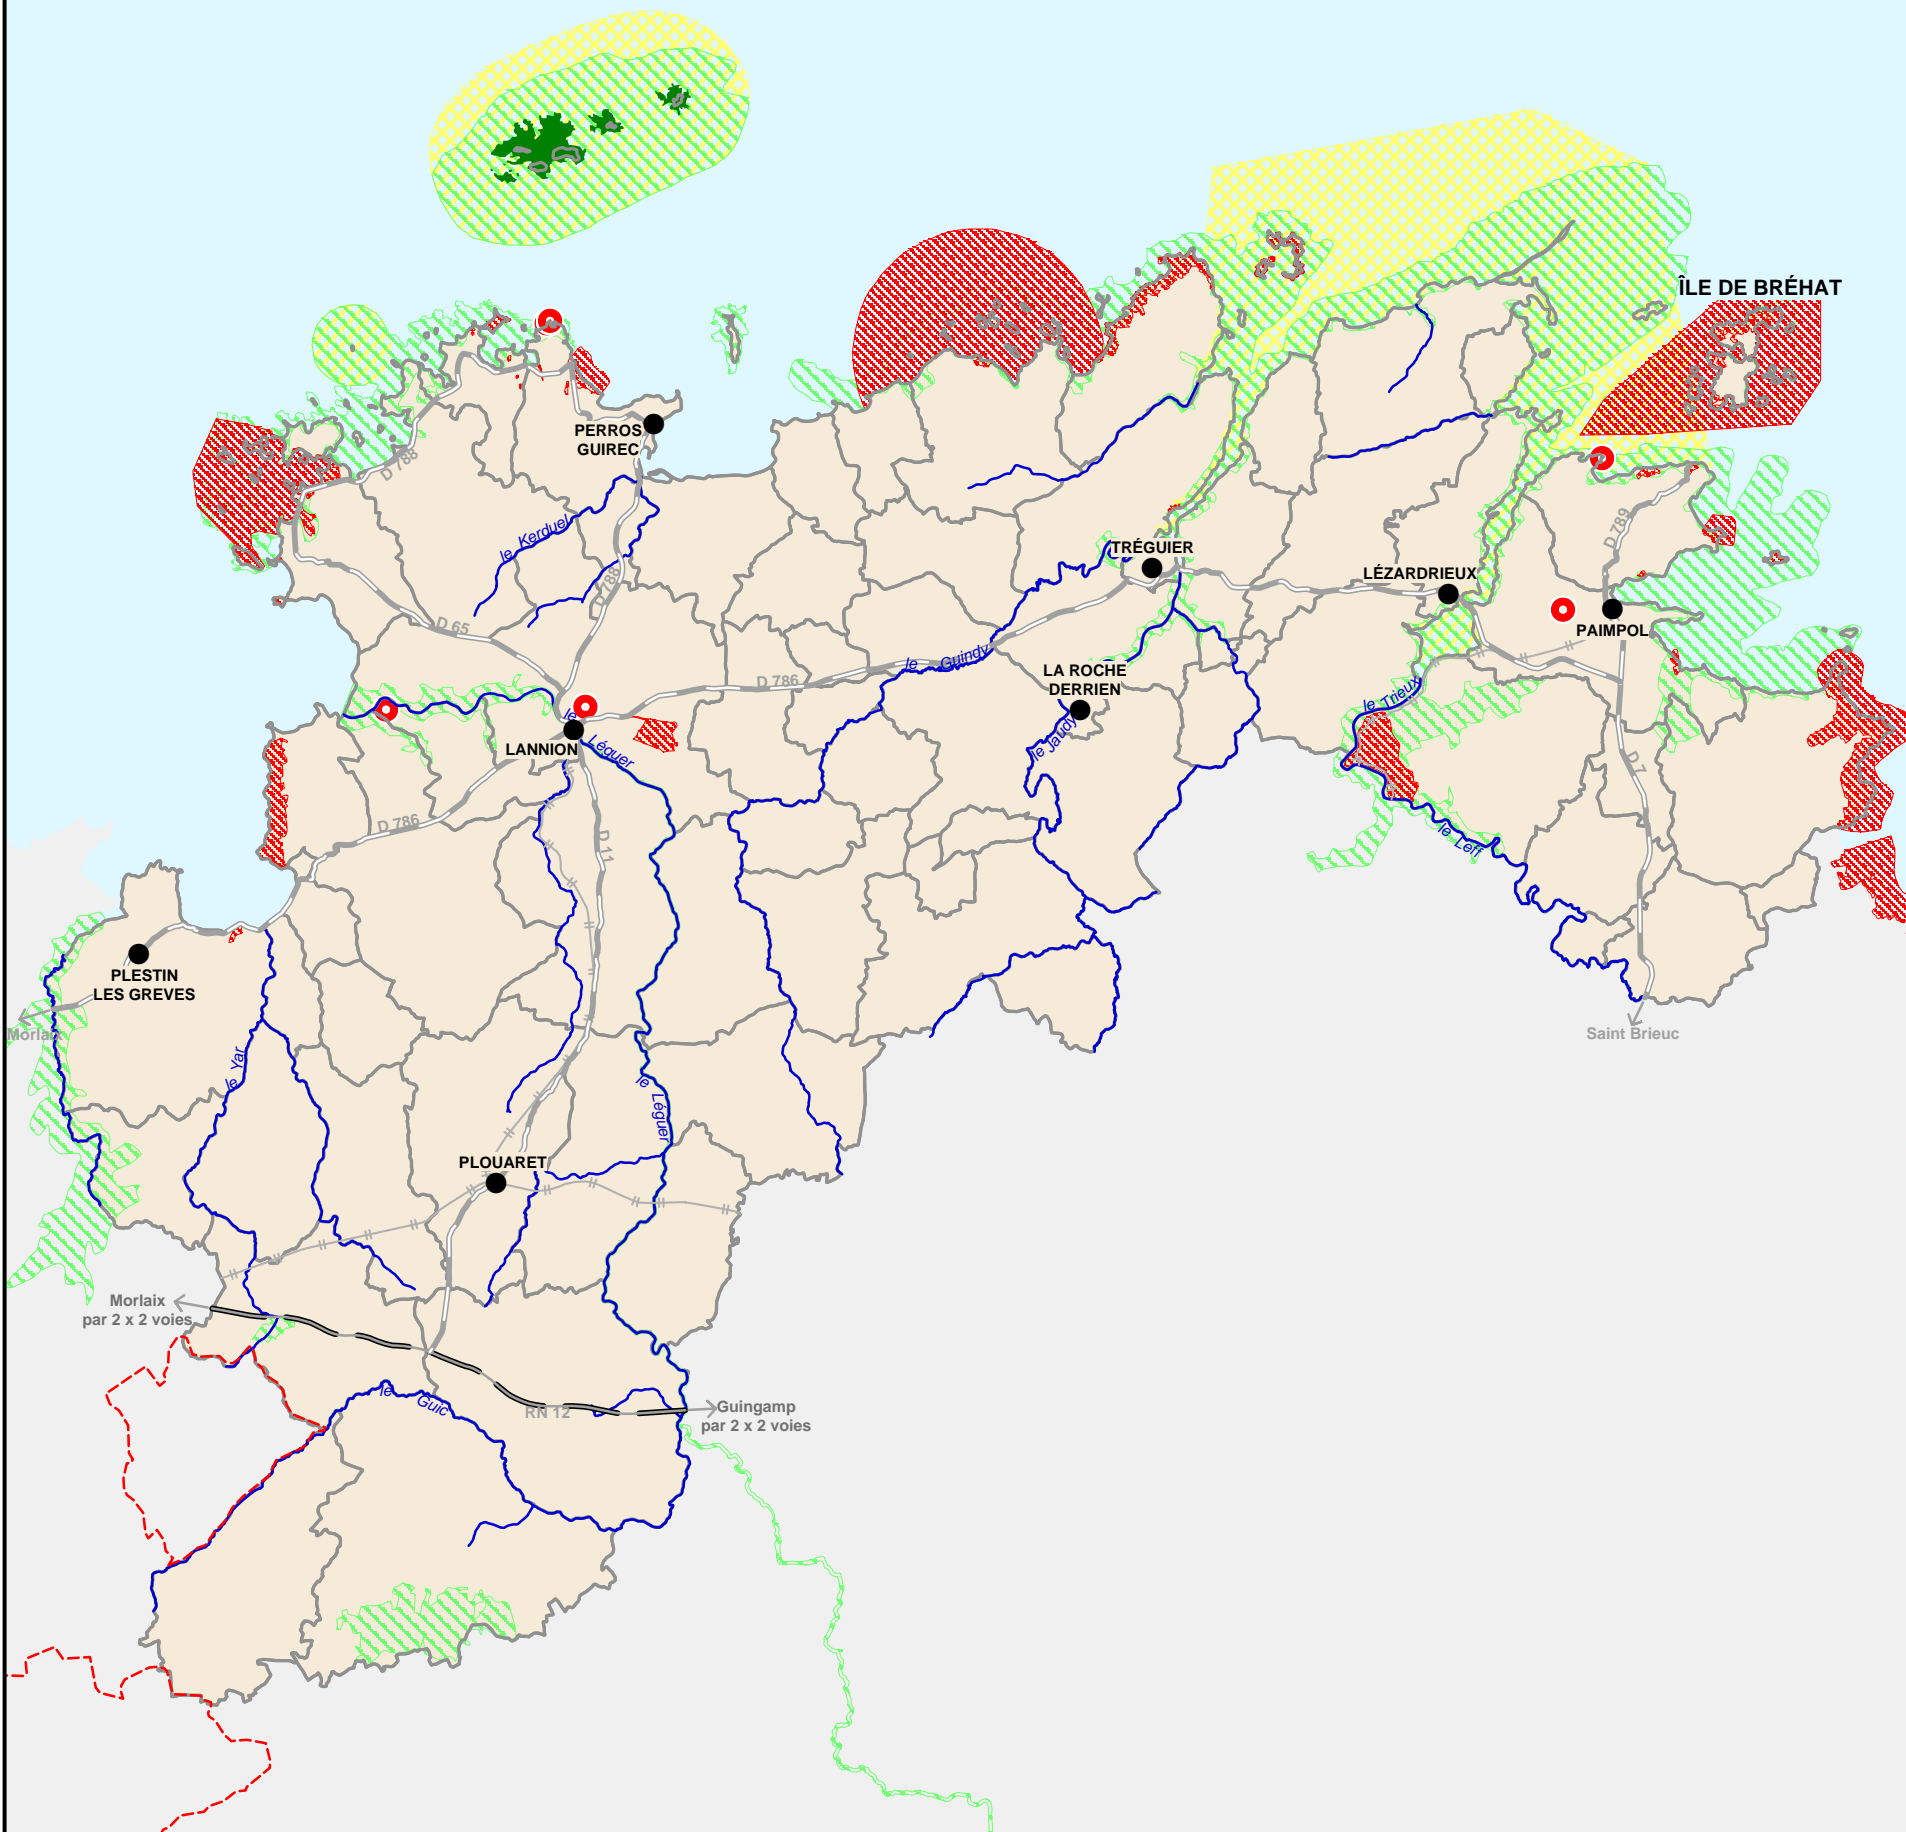 ÎLE DE BRÉHAT
PERROS
GUIREC
D 788
le Kerduel
D 788
D 789
TRÉGUIER
LÉZARDRIEUX
PAIMPOL
D 65
le Guindy
D 786
LA ROCHE
DERRIEN
le Jaudy
le Trieux
le
Léguer
LANNION
D 7
D 786
D 11
le Leff
PLESTIN
LES GREVES
Morlaix
Saint Brieuc
le Yar
le Léguer
PLOUARET
Morlaix
par 2 x 2 voies
le Guic
RN 12
Guingamp
par 2 x 2 voies